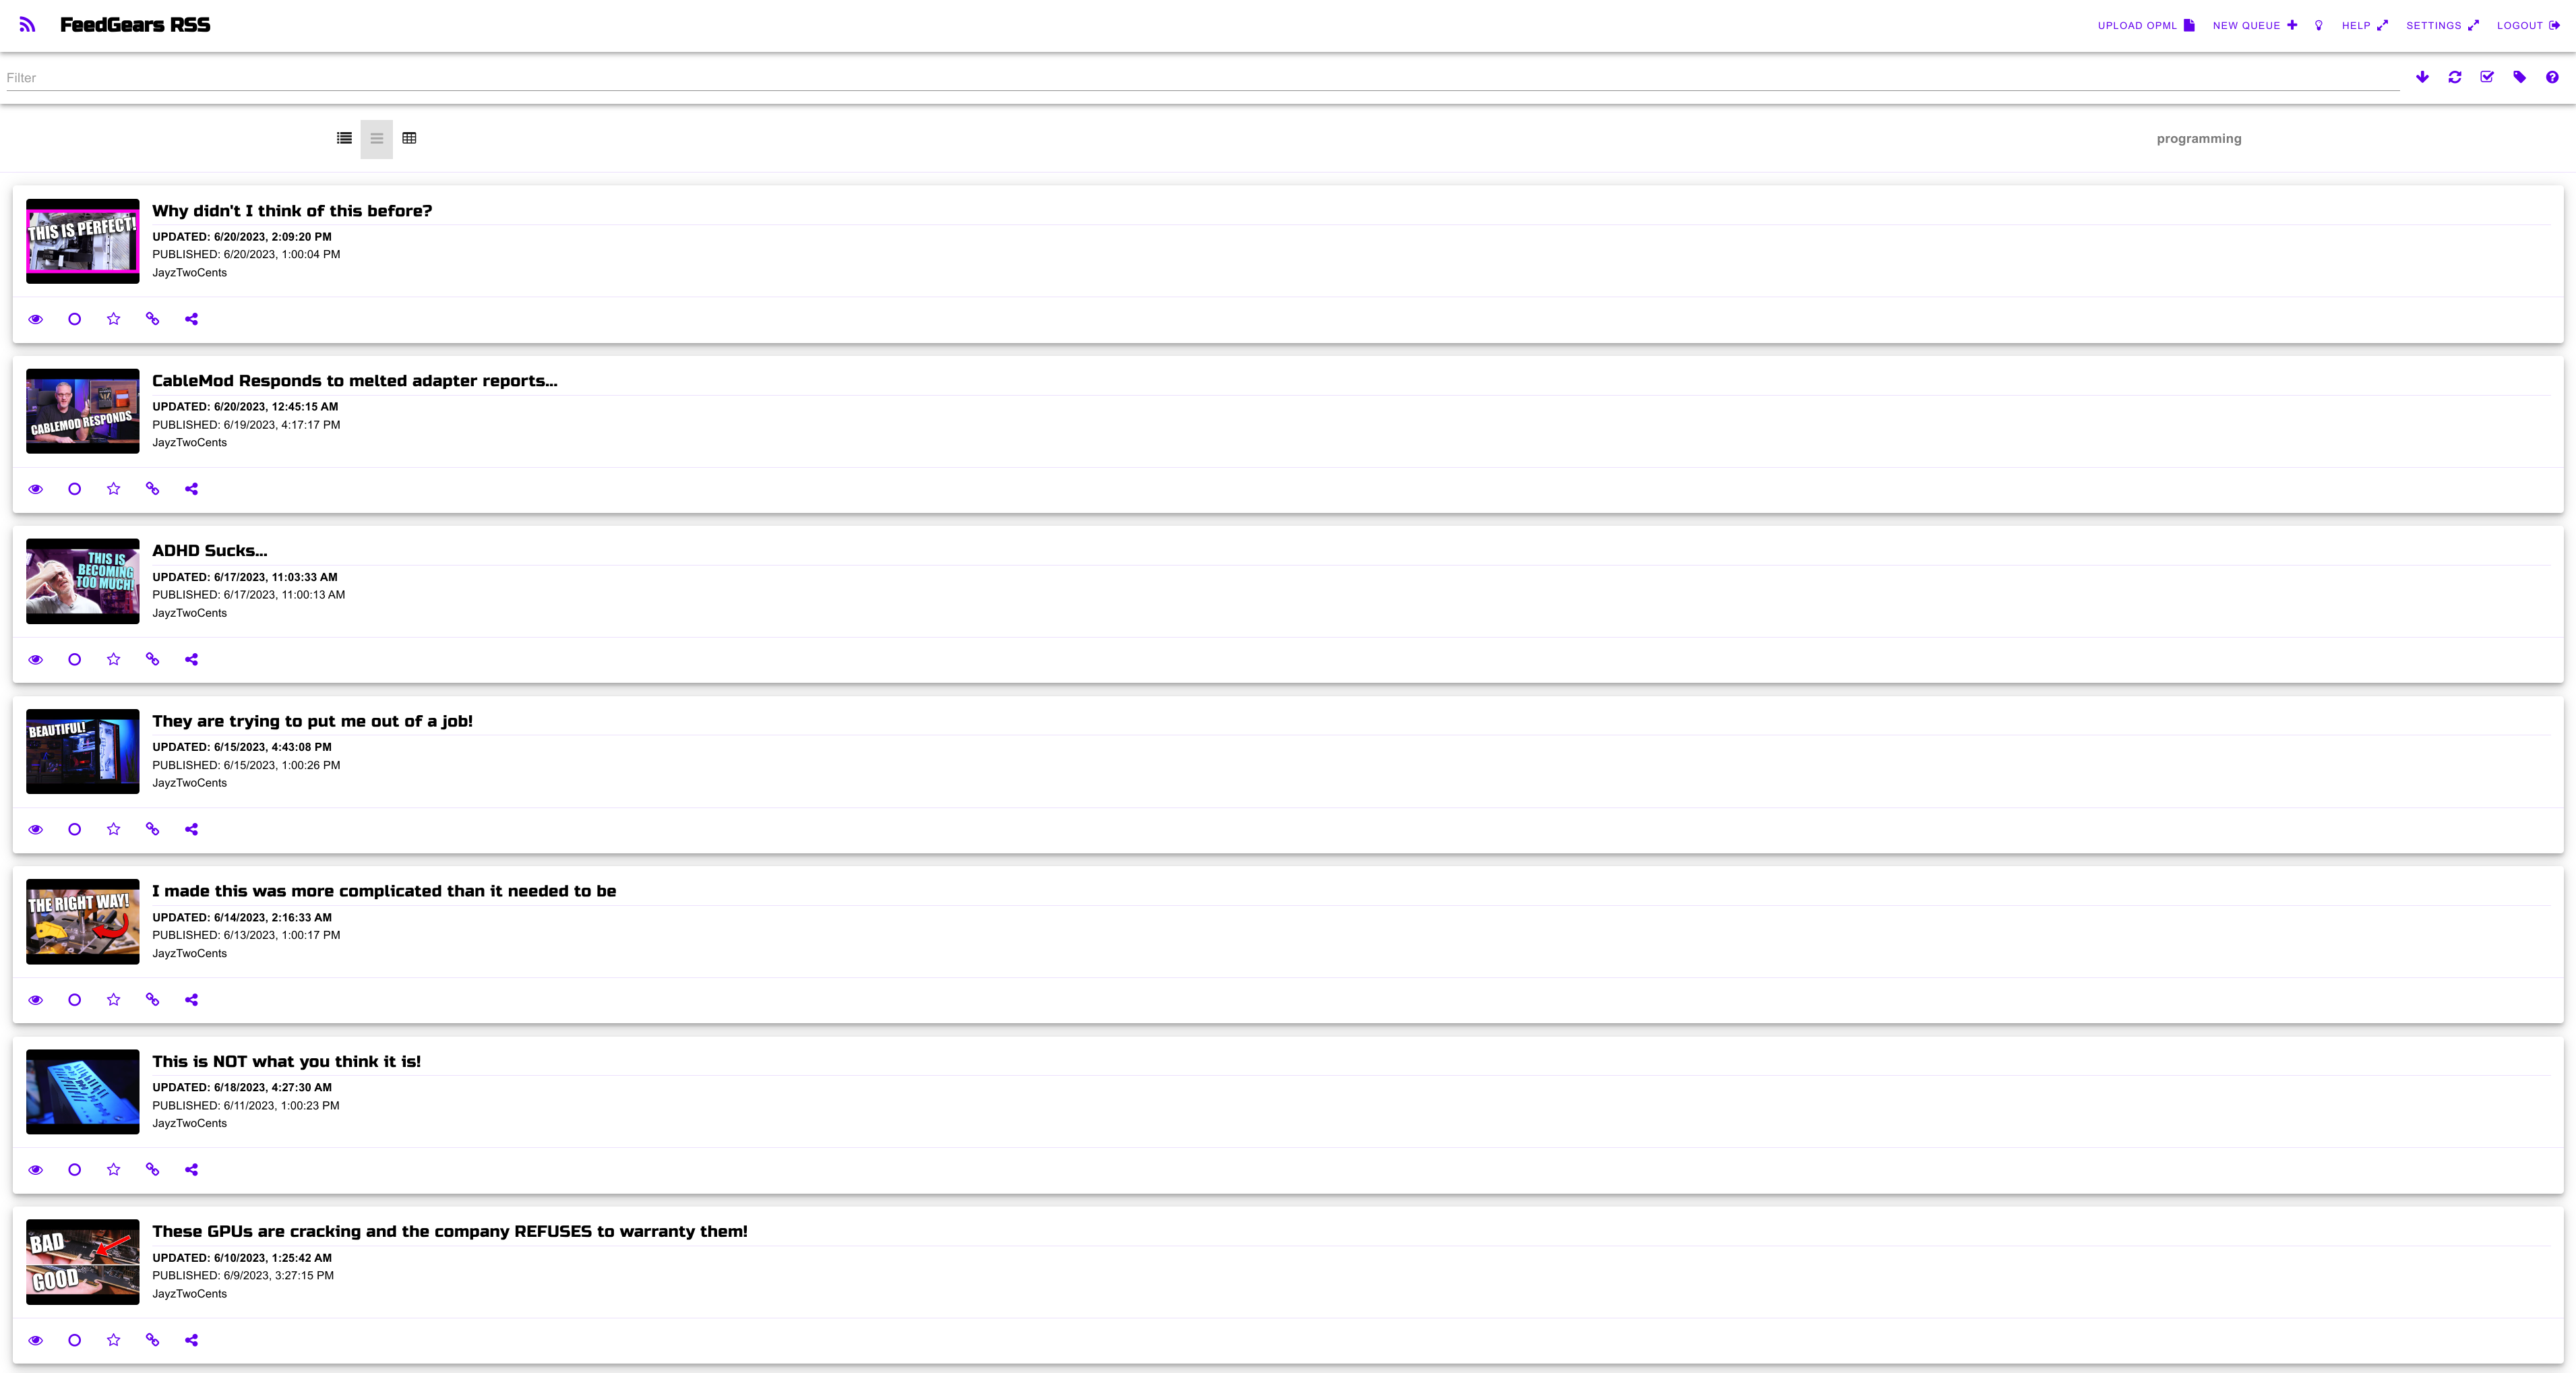 FeedGears RSS
UPLOAD OPML NEW QUEUE HELP SETTINGS LOGOUT
Filter
programming
THIS IS PERFECT!
Why didn't I think of this before?
UPDATED: 6/20/2023, 2:09:20 PM
PUBLISHED: 6/20/2023, 1:00:04 PM
JayzTwoCents
CABLEMOD RESPONDS
CableMod Responds to melted adapter reports...
UPDATED: 6/20/2023, 12:45:15 AM
PUBLISHED: 6/19/2023, 4:17:17 PM
JayzTwoCents
THIS IS
BECOMING
TOO MUCH!
ADHD Sucks...
UPDATED: 6/17/2023, 11:03:33 AM
PUBLISHED: 6/17/2023, 11:00:13 AM
JayzTwoCents
BEAUTIFUL!
They are trying to put me out of a job!
UPDATED: 6/15/2023, 4:43:08 PM
PUBLISHED: 6/15/2023, 1:00:26 PM
JayzTwoCents
THE RIGHT WAY!
I made this was more complicated than it needed to be
UPDATED: 6/14/2023, 2:16:33 AM
PUBLISHED: 6/13/2023, 1:00:17 PM
JayzTwoCents
This is NOT what you think it is!
UPDATED: 6/18/2023, 4:27:30 AM
PUBLISHED: 6/11/2023, 1:00:23 PM
JayzTwoCents
BAD
GOOD
These GPUs are cracking and the company REFUSES to warranty them!
UPDATED: 6/10/2023, 1:25:42 AM
PUBLISHED: 6/9/2023, 3:27:15 PM
JayzTwoCents